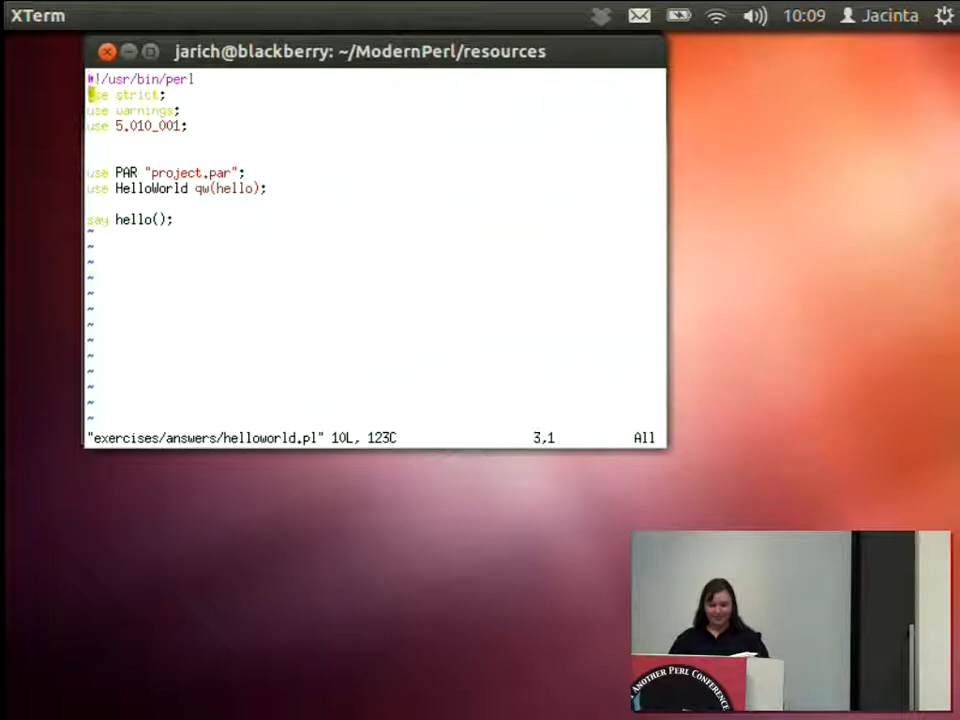 XTerm
10:09
Jacinta
jarich@blackberry: ~/ModernPerl/resources
#!/usr/bin/perl
use strict;
use warnings;
use 5.010_001;
use PAR "project.par";
use HelloWorld qw(hello);
say hello();
~
~
~
~
~
~
~
~
~
~
~
~
~
"exercises/answers/helloworld.pl" 10L, 123C 3,1 All
ANOTHER PERL CONFERENCE